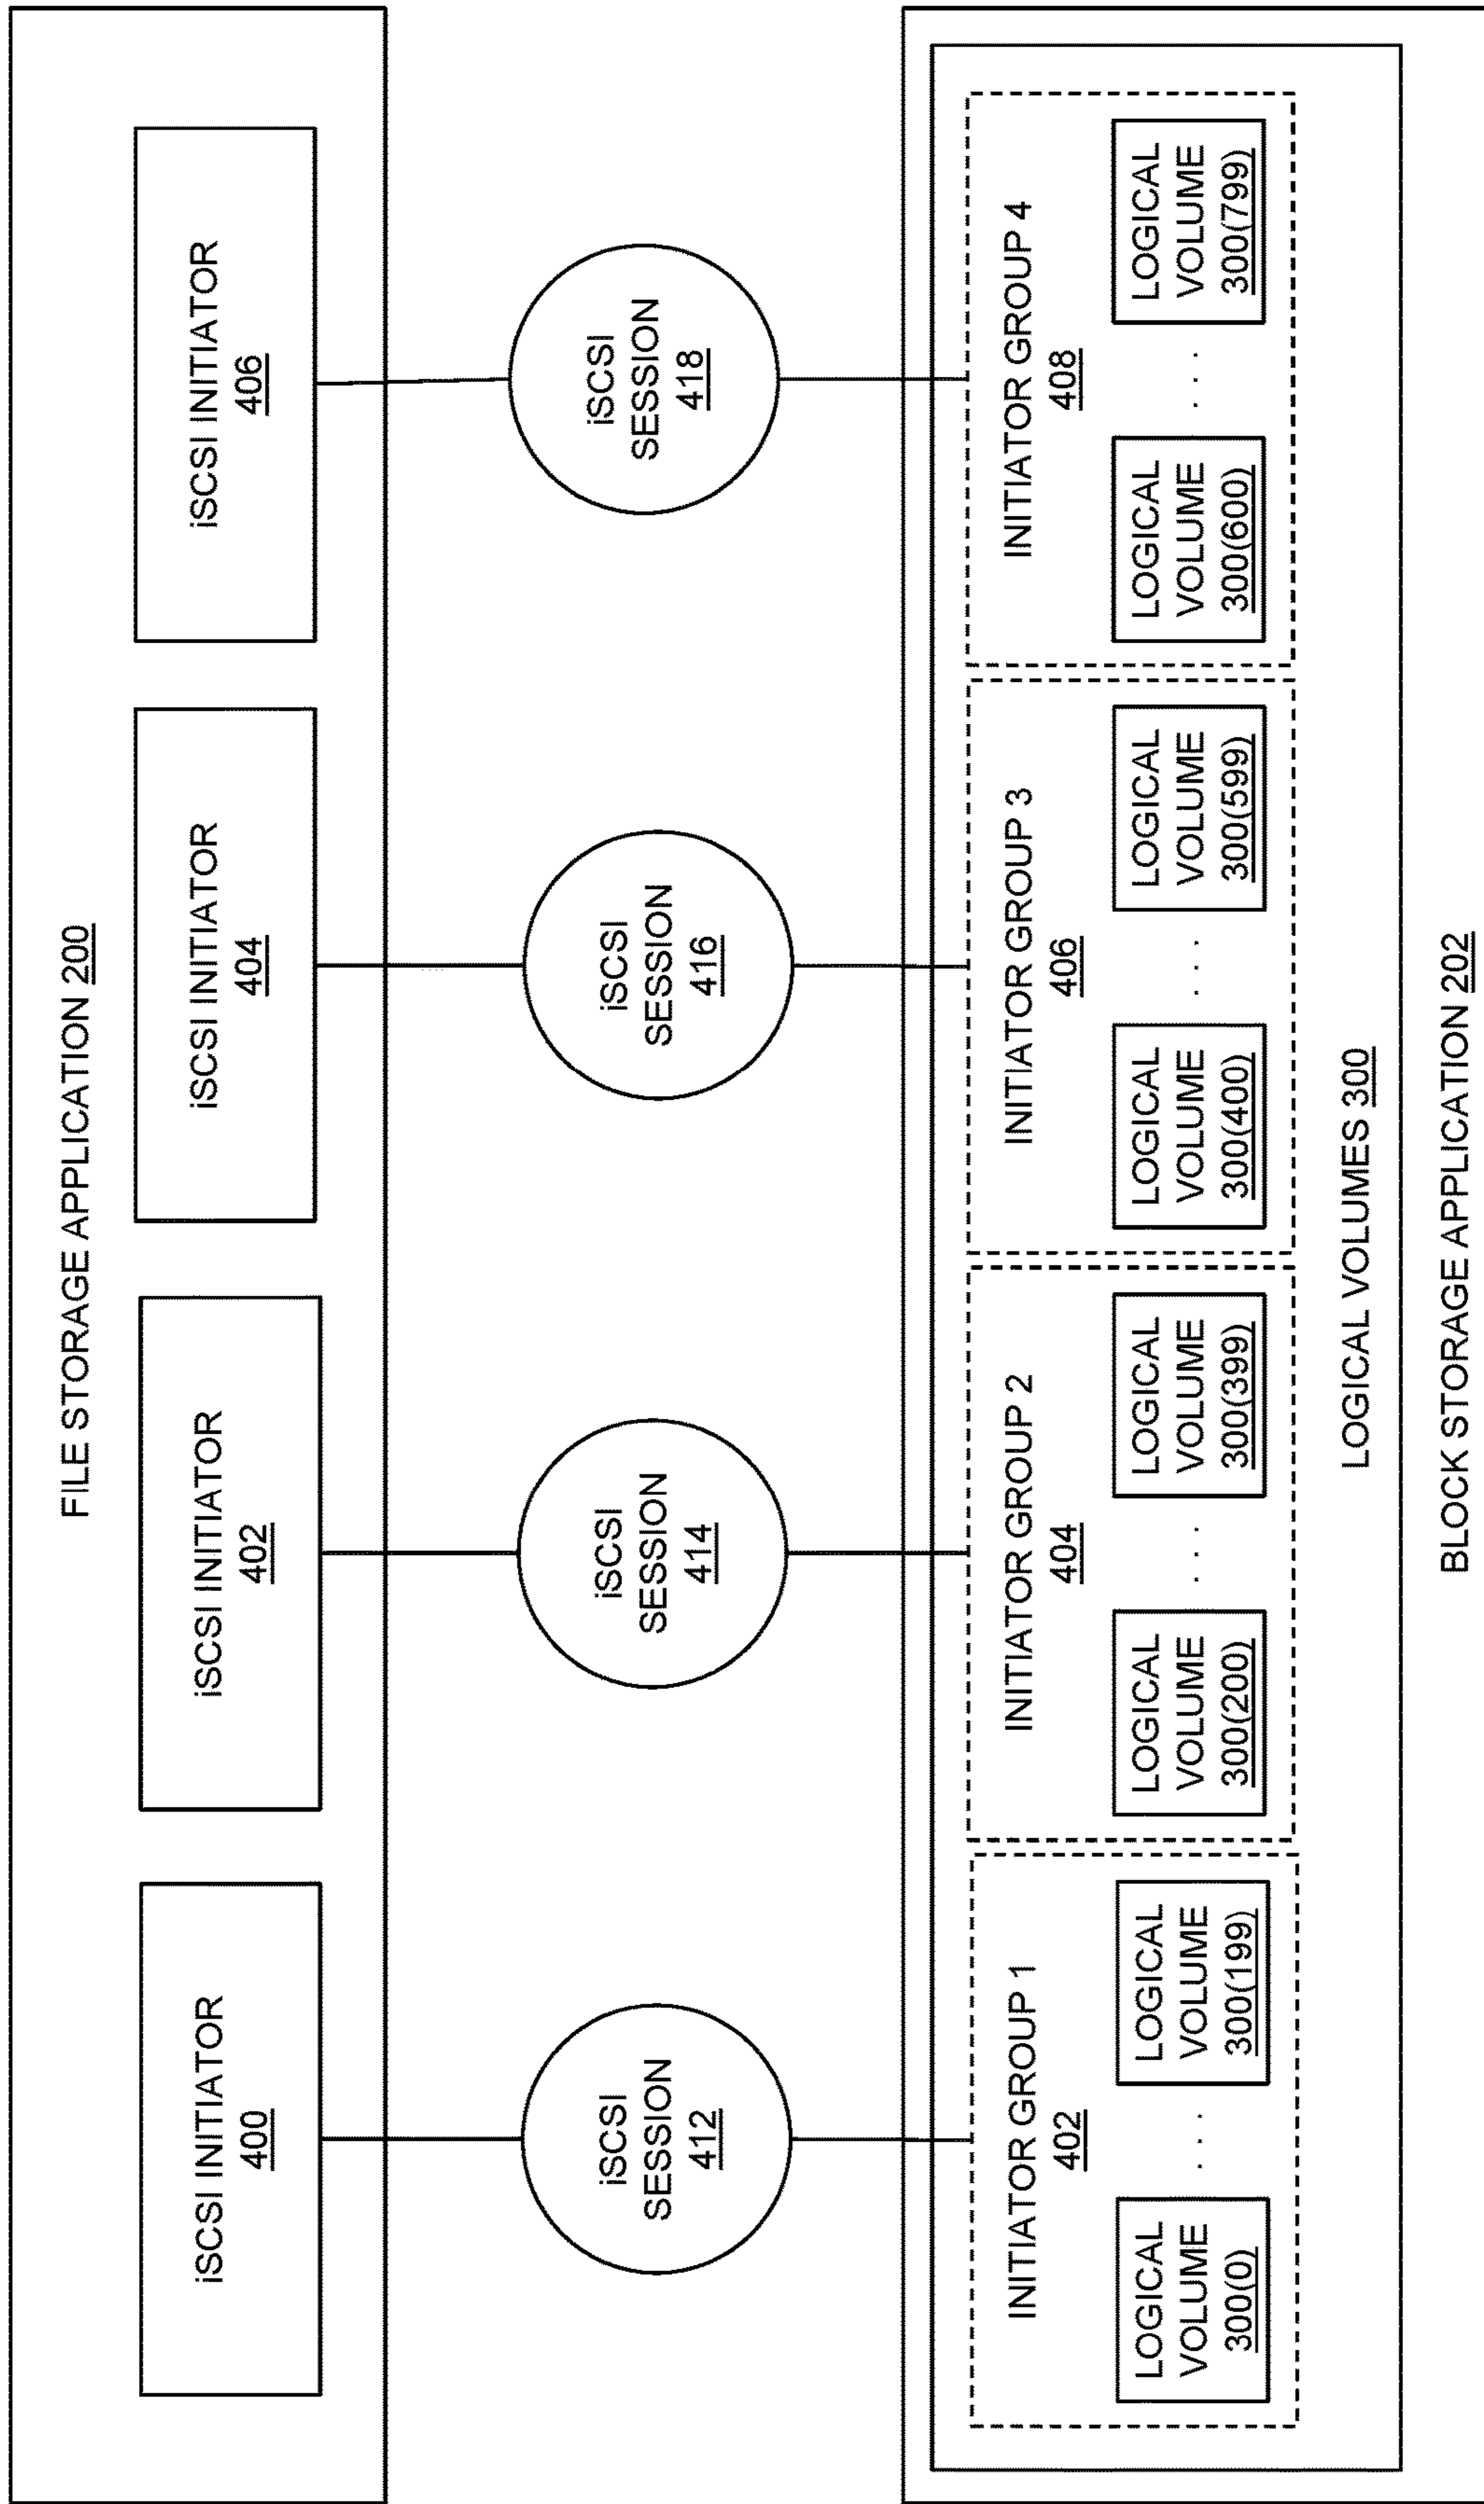 FILE STORAGE APPLICATION 200
iSCSI INITIATOR
400
iSCSI INITIATOR
402
iSCSI INITIATOR
404
iSCSI INITIATOR
406
iSCSI
SESSION
412
iSCSI
SESSION
414
iSCSI
SESSION
416
iSCSI
SESSION
418
INITIATOR GROUP 1
402
LOGICAL
VOLUME
300(0)
. . .
LOGICAL
VOLUME
300(199)
INITIATOR GROUP 2
404
LOGICAL
VOLUME
300(200)
. . .
LOGICAL
VOLUME
300(399)
INITIATOR GROUP 3
406
LOGICAL
VOLUME
300(400)
. . .
LOGICAL
VOLUME
300(599)
INITIATOR GROUP 4
408
LOGICAL
VOLUME
300(600)
. . .
LOGICAL
VOLUME
300(799)
LOGICAL VOLUMES 300
BLOCK STORAGE APPLICATION 202